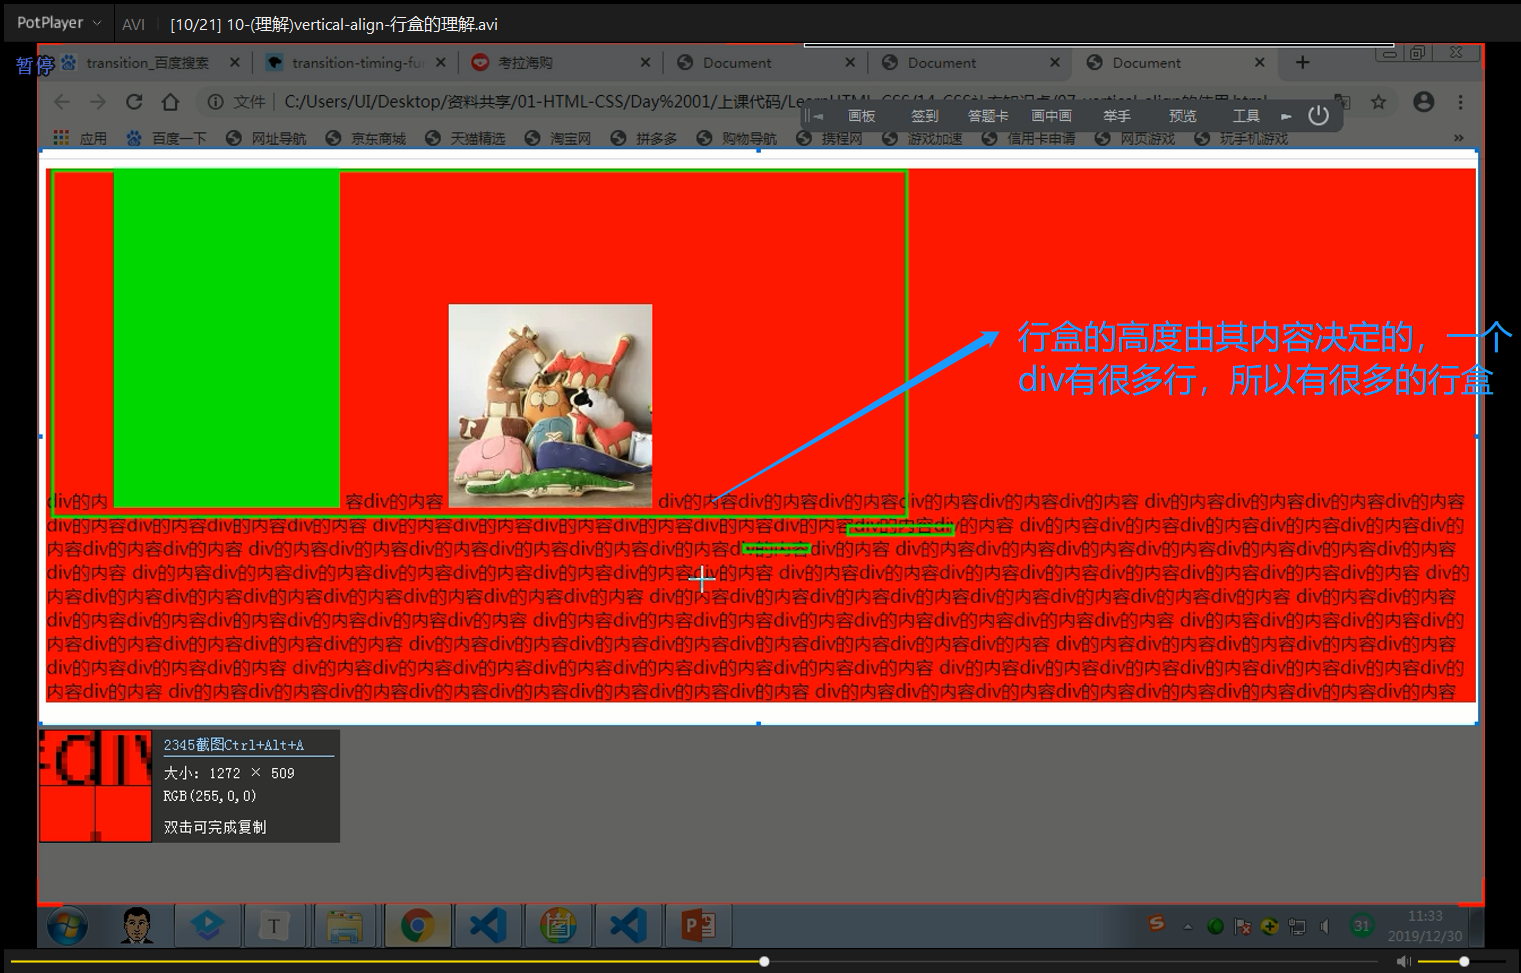 PotPlayer AVI [10/21] 10-(理解)vertical-align-行盒的理解.avi
暂停
transition_百度搜索 transition-timing-fu 考拉海购 Document Document Document
文件 C:/Users/UI/Desktop/资料共享/01-HTML-CSS/Day%2001/上课代码/
画板 签到 答题卡 画中画 举手 预览 工具
应用 百度一下 网址导航 京东商城 天猫精选 淘宝网 拼多多 购物导航 携程网 游戏加速 信用卡申请 网页游戏 玩手机游戏 »
行盒的高度由其内容决定的，一个
div有很多行，所以有很多的行盒
div的内 容div的内容 div的内容div的内容div的内容div的内容div的内容div的内容 div的内容div的内容div的内容div的内容
div的内容div的内容div的内容div的内容 div的内容div的内容div的内容div的内容div的内容div的内容 的内容 div的内容div的内容div的内容div的内容div的内容div的
内容div的内容div的内容 div的内容div的内容div的内容div的内容div的内容div的内容 div的内容 div的内容div的内容div的内容div的内容div的内容div的内容div的内容
div的内容 div的内容div的内容div的内容div的内容div的内容div的内容div的内容div的内容 div的内容div的内容div的内容div的内容div的内容div的内容div的内容div的内容 div的
内容div的内容div的内容div的内容div的内容div的内容div的内容div的内容 div的内容div的内容div的内容div的内容div的内容div的内容div的内容div的内容 div的内容div的内容
div的内容div的内容div的内容div的内容div的内容div的内容 div的内容div的内容div的内容div的内容div的内容div的内容div的内容div的内容 div的内容div的内容div的内容div的
内容div的内容div的内容div的内容div的内容 div的内容div的内容div的内容div的内容div的内容div的内容div的内容div的内容 div的内容div的内容div的内容div的内容div的内容
div的内容div的内容div的内容 div的内容div的内容div的内容div的内容div的内容div的内容div的内容div的内容 div的内容div的内容div的内容div的内容div的内容div的内容div的
内容div的内容 div的内容div的内容div的内容div的内容div的内容div的内容div的内容div的内容 div的内容div的内容div的内容div的内容div的内容div的内容div的内容div的内容
2345截图Ctrl+Alt+A
大小: 1272 × 509
RGB(255,0,0)
双击可完成复制
31 11:33
2019/12/30